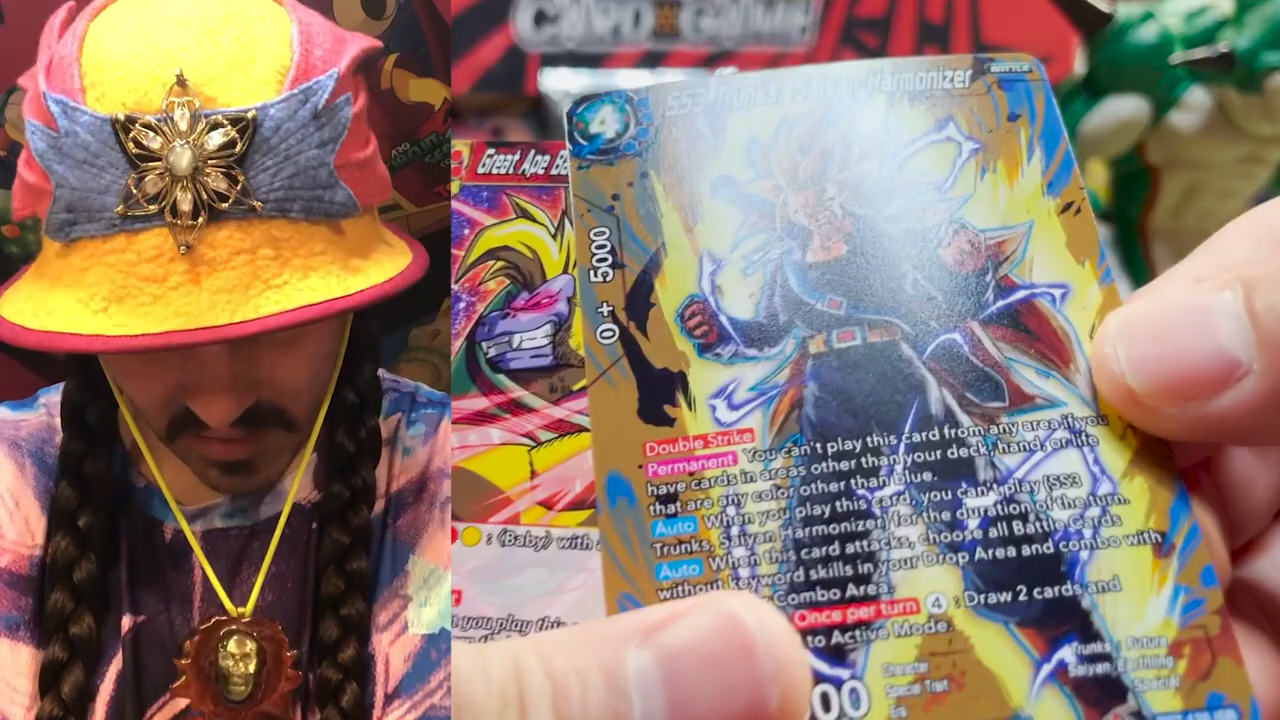 CARD GAME
BATTLE
SS3 Trunks, Saiyan Harmonizer
4
Great Ape Ba
0 + 5000
Double Strike
Permanent You can't play this card from any area if you
have cards in areas other than your deck, hand, or life
that are any color other than blue.
Auto When you play this card, you can't play {SS3
Trunks, Saiyan Harmonizer} for the duration of the turn.
Auto When this card attacks, choose all Battle Cards
without keyword skills in your Drop Area and combo with
Combo Area.
Once per turn 4 : Draw 2 cards and
to Active Mode.
: 《Baby》 with
you play this
00
Character
Special Trait
Era
Trunks : Future
Saiyan, Earthling
Special